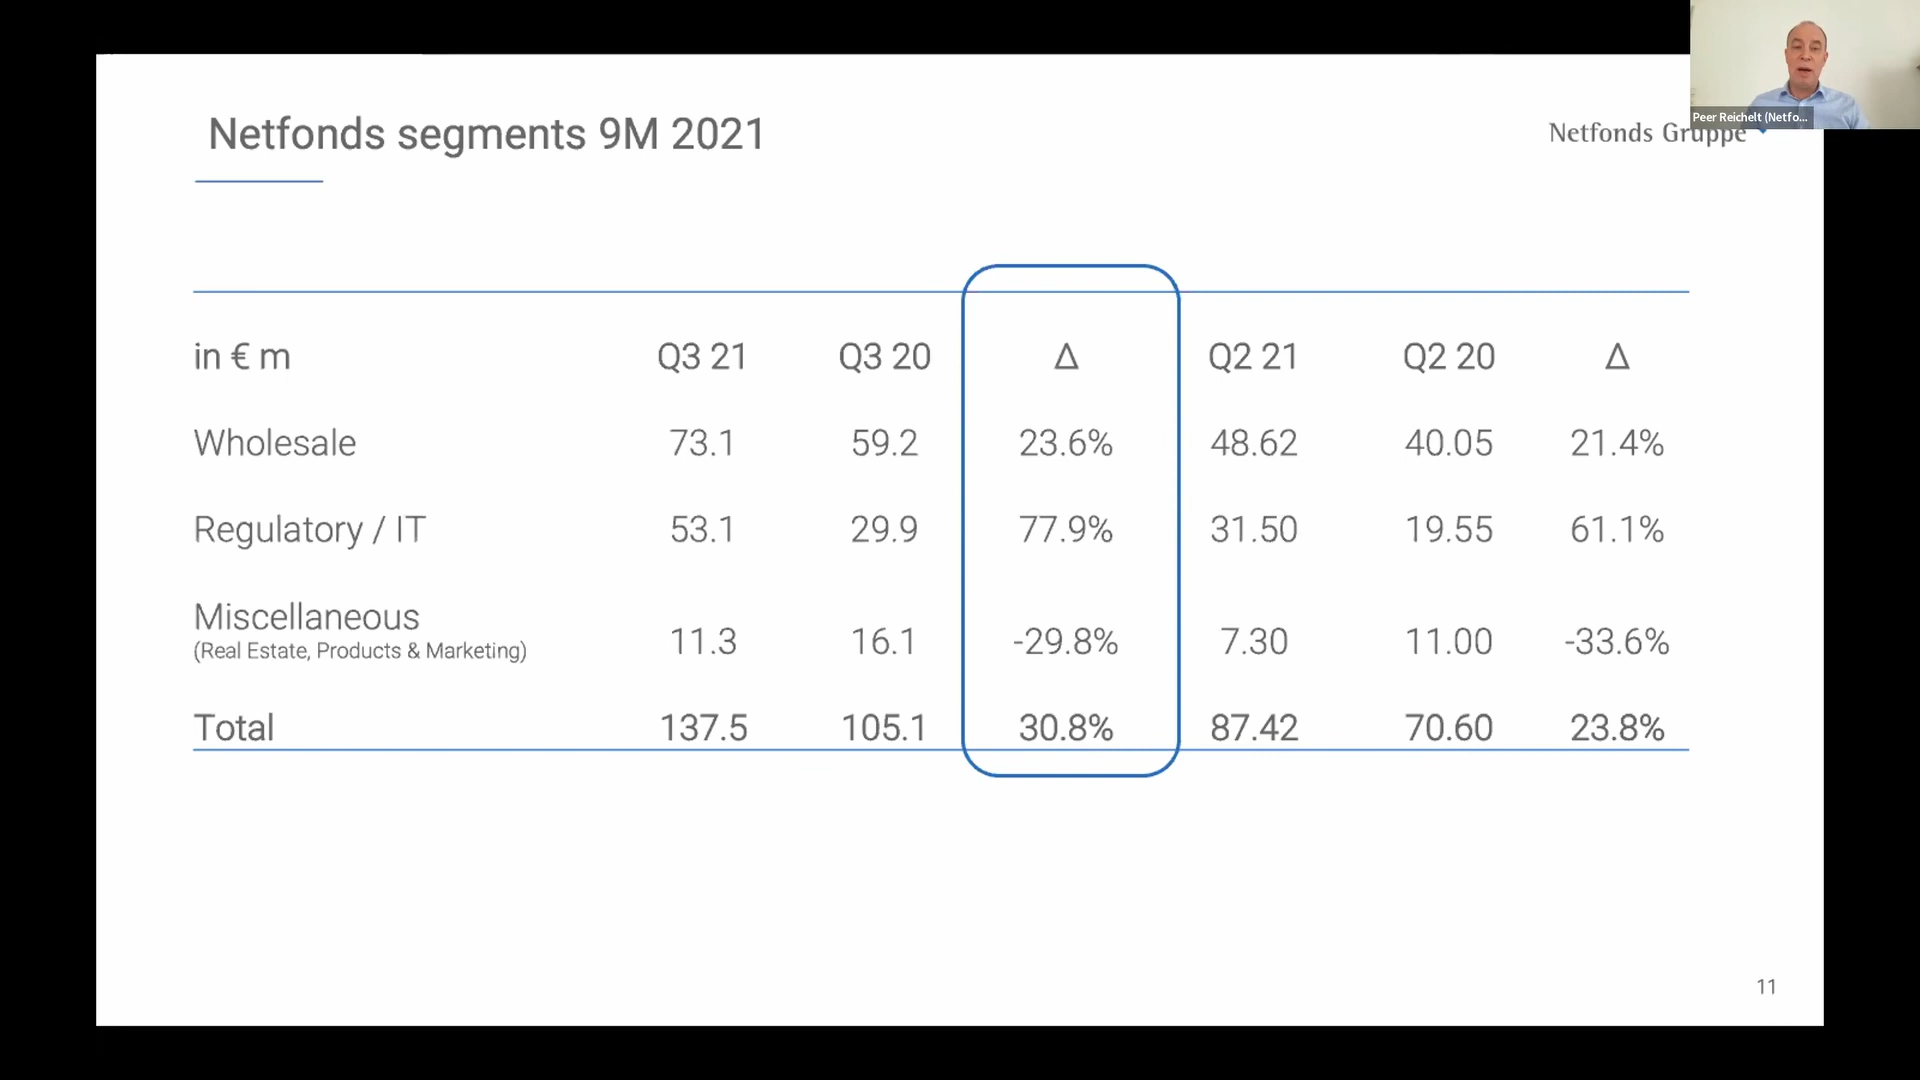 Netfonds segments 9M 2021
Netfonds Gruppe
Peer Reichelt (Netfo...
in € m Q3 21 Q3 20 Δ Q2 21 Q2 20 Δ
Wholesale 73.1 59.2 23.6% 48.62 40.05 21.4%
Regulatory / IT 53.1 29.9 77.9% 31.50 19.55 61.1%
Miscellaneous
(Real Estate, Products & Marketing) 11.3 16.1 -29.8% 7.30 11.00 -33.6%
Total 137.5 105.1 30.8% 87.42 70.60 23.8%
11